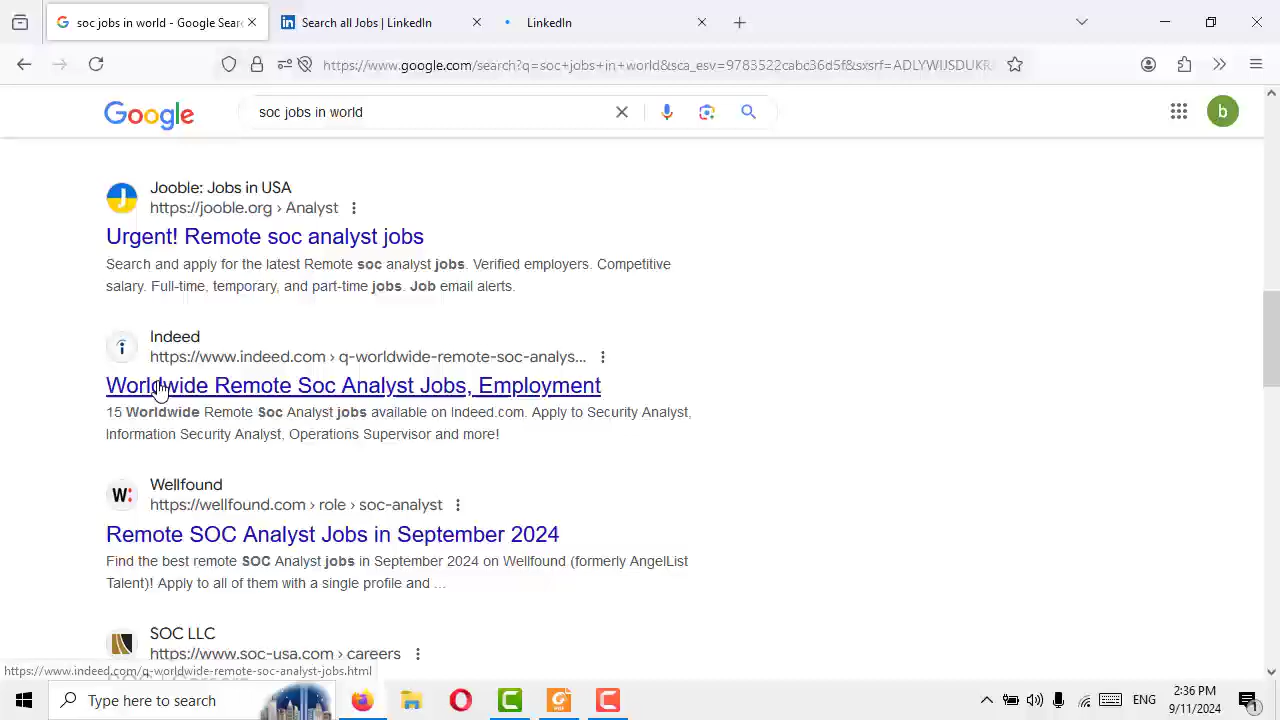 soc jobs in world - Google Sear
Search all Jobs | LinkedIn
LinkedIn
https://www.google.com/search?q=soc+jobs+in+world&sca_esv=9783522cabc36d5f&sxsrf=ADLYWIJSDUKR
Google
soc jobs in world
b
Jooble: Jobs in USA
https://jooble.org › Analyst
Urgent! Remote soc analyst jobs
Search and apply for the latest Remote soc analyst jobs. Verified employers. Competitive
salary. Full-time, temporary, and part-time jobs. Job email alerts.
Indeed
https://www.indeed.com › q-worldwide-remote-soc-analys...
Worldwide Remote Soc Analyst Jobs, Employment
15 Worldwide Remote Soc Analyst jobs available on Indeed.com. Apply to Security Analyst,
Information Security Analyst, Operations Supervisor and more!
W:
Wellfound
https://wellfound.com › role › soc-analyst
Remote SOC Analyst Jobs in September 2024
Find the best remote SOC Analyst jobs in September 2024 on Wellfound (formerly AngelList
Talent)! Apply to all of them with a single profile and ...
SOC LLC
https://www.soc-usa.com › careers
https://www.indeed.com/q-worldwide-remote-soc-analyst-jobs.html
Type here to search
ENG
2:36 PM
9/11/2024
1